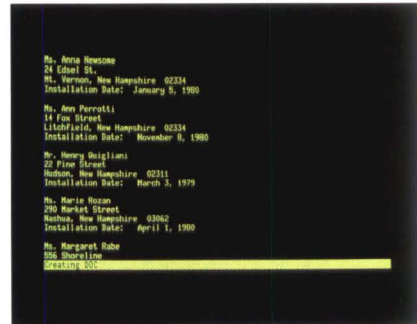 Ms. Anna Newsome
24 Edsel St.
Mt. Vernon, New Hampshire 02334
Installation Date: January 5, 1980
Ms. Ann Perrotti
14 Fox Street
Litchfield, New Hampshire 02334
Installation Date: November 8, 1980
Mr. Henry Quigliani
22 Pine Street
Hudson, New Hampshire 02311
Installation Date: March 3, 1979
Ms. Marie Rozan
290 Market Street
Nashua, New Hampshire 03062
Installation Date: April 1, 1980
Ms. Margaret Rabe
556 Shoreline
Creating DOC